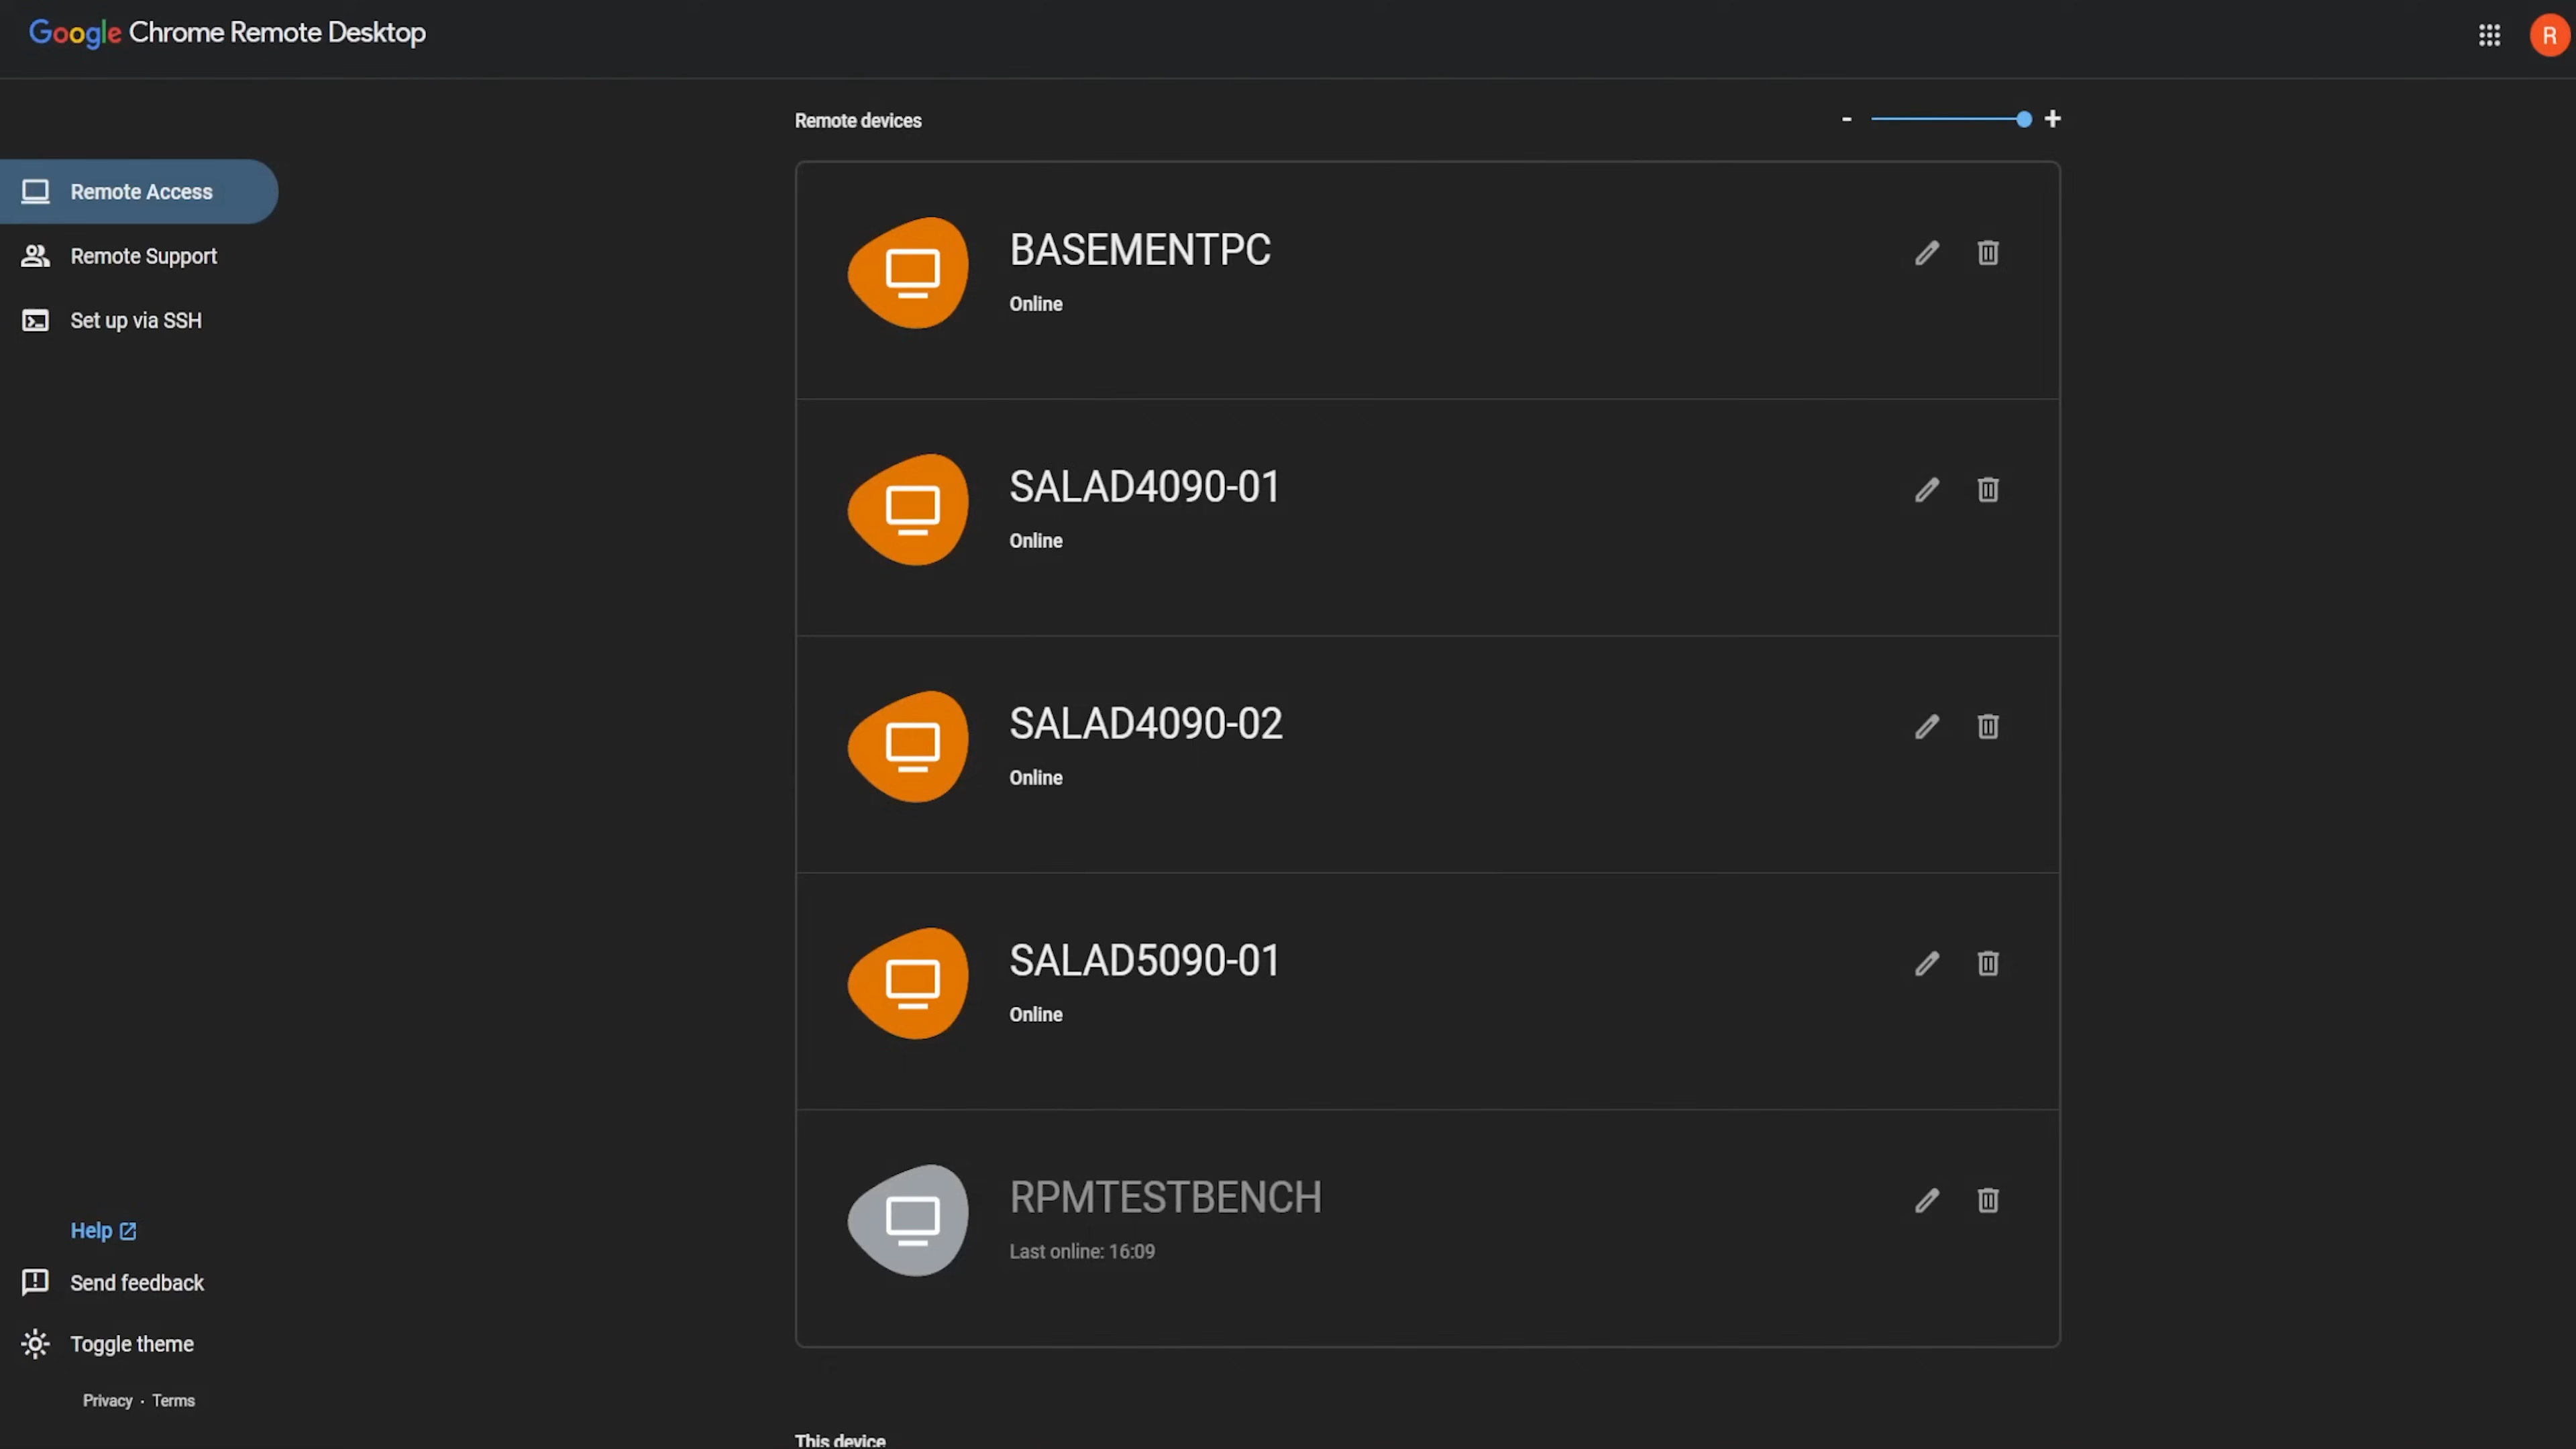 Google Chrome Remote Desktop
R
Remote devices
- +
Remote Access
Remote Support
Set up via SSH
BASEMENTPC
Online
SALAD4090-01
Online
SALAD4090-02
Online
SALAD5090-01
Online
RPMTESTBENCH
Last online: 16:09
Help
Send feedback
Toggle theme
Privacy · Terms
This device